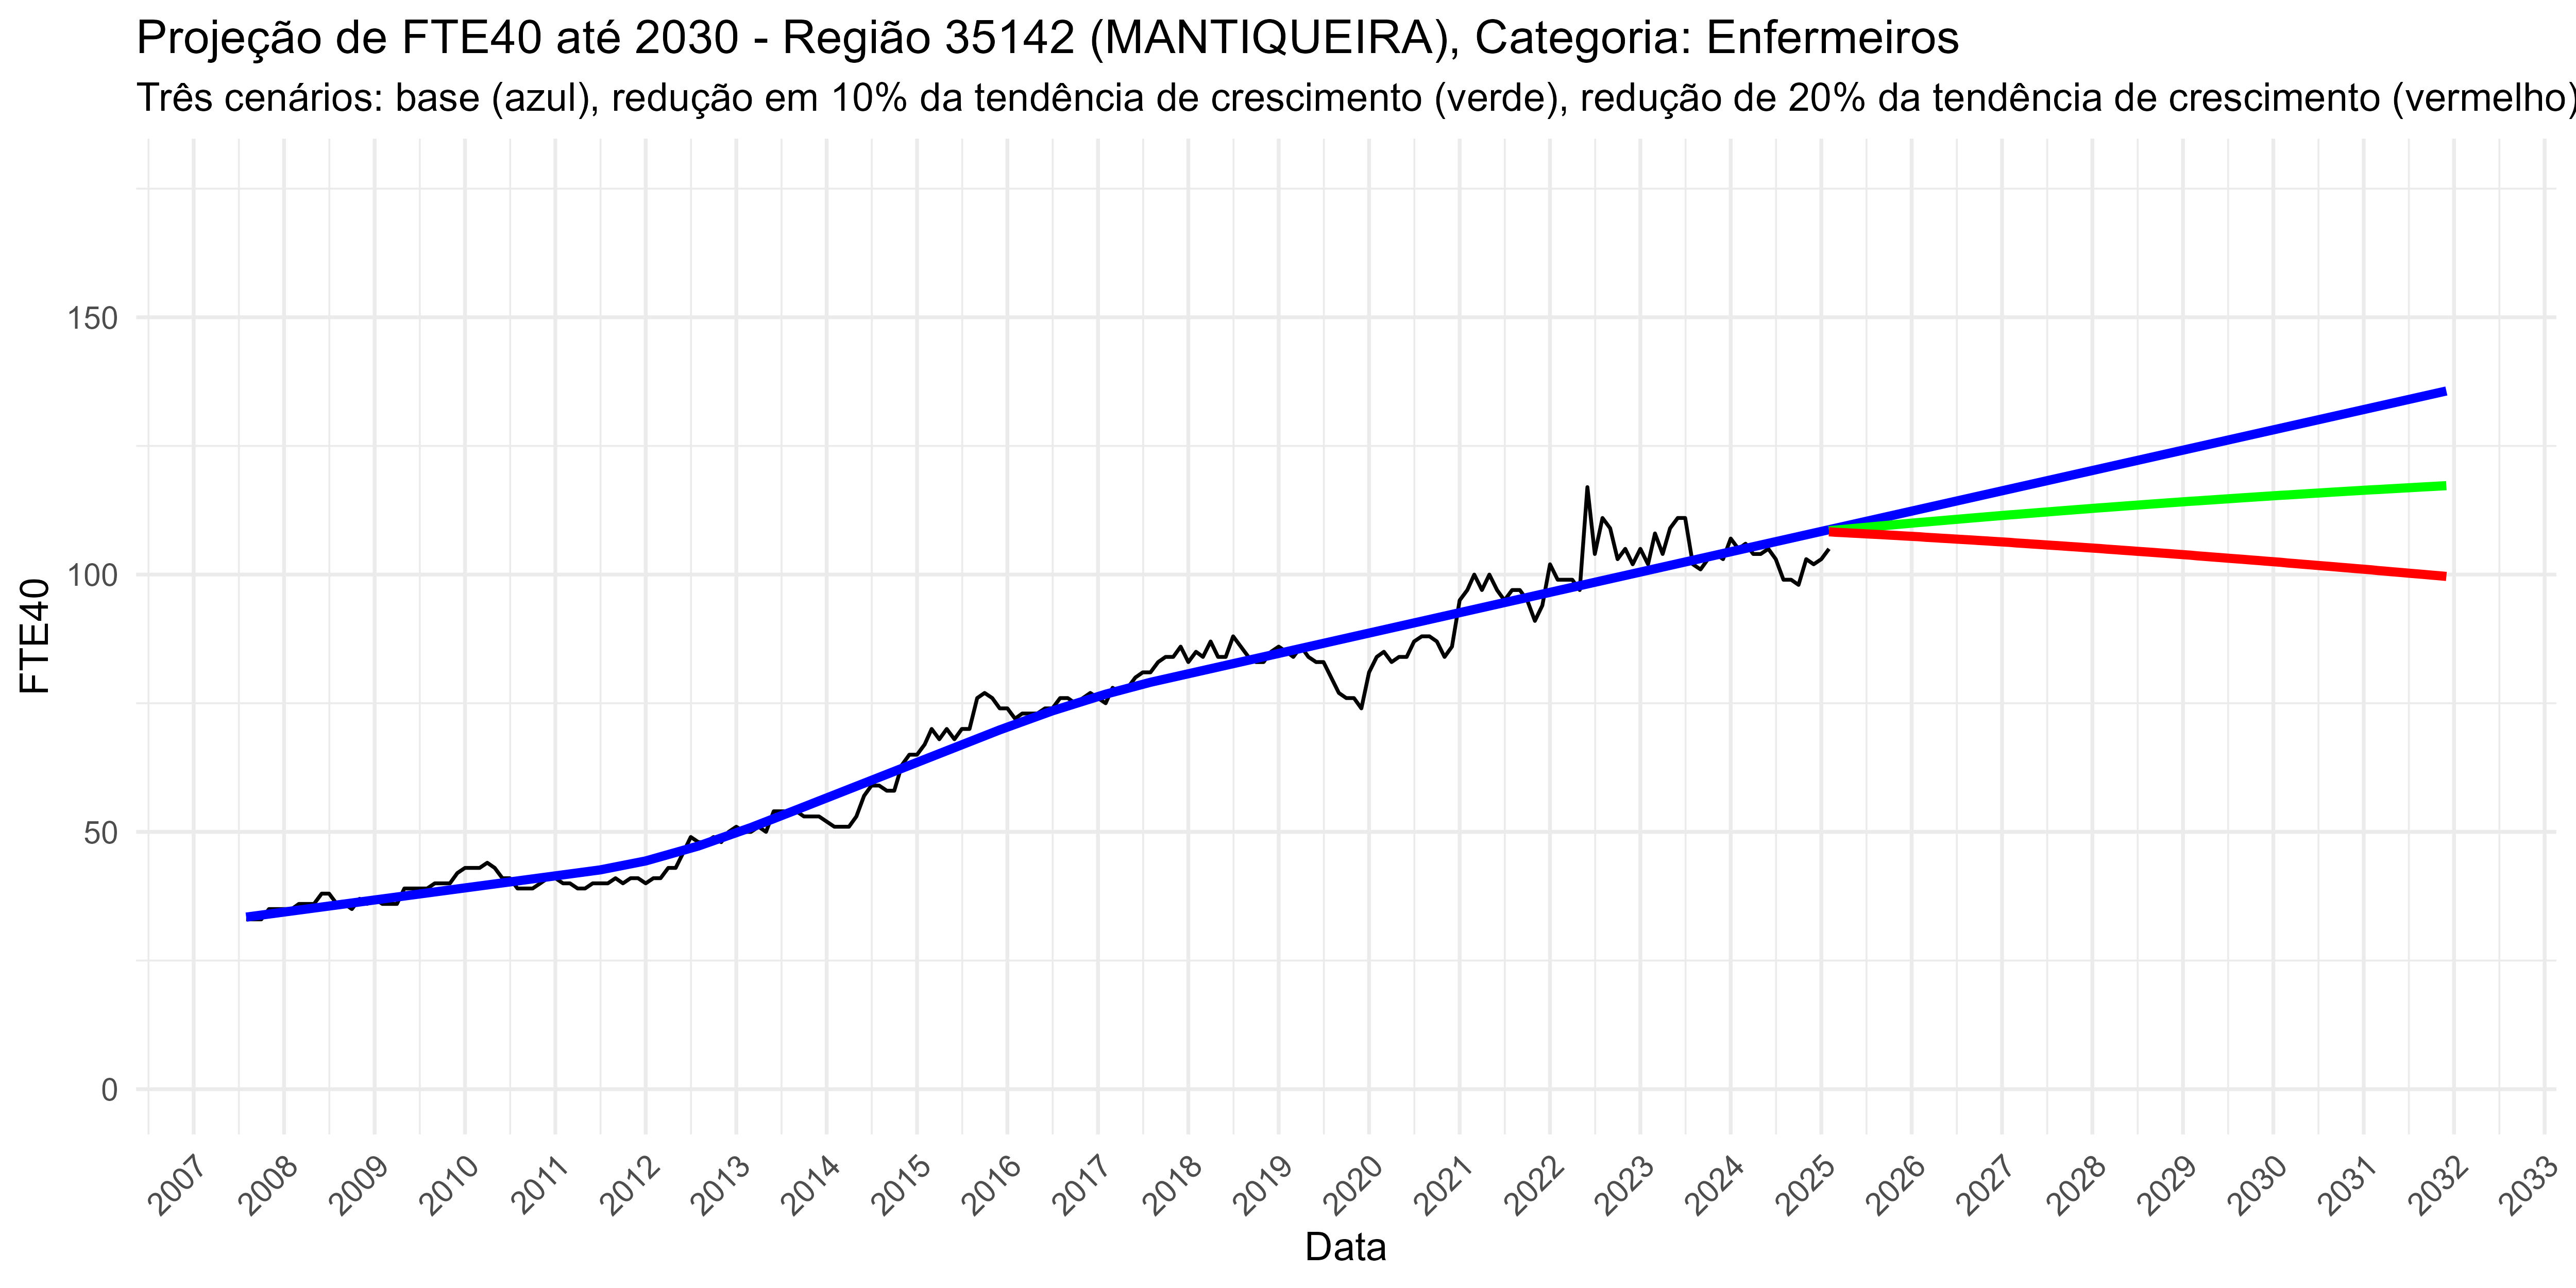 Projeção de FTE40 até 2030 - Região 35142 (MANTIQUEIRA), Categoria: Enfermeiros
Três cenários: base (azul), redução em 10% da tendência de crescimento (verde), redução de 20% da tendência de crescimento (vermelho)
150
100
50
0
FTE40
2007 2008 2009 2010 2011 2012 2013 2014 2015 2016 2017 2018 2019 2020 2021 2022 2023 2024 2025 2026 2027 2028 2029 2030 2031 2032 2033
Data